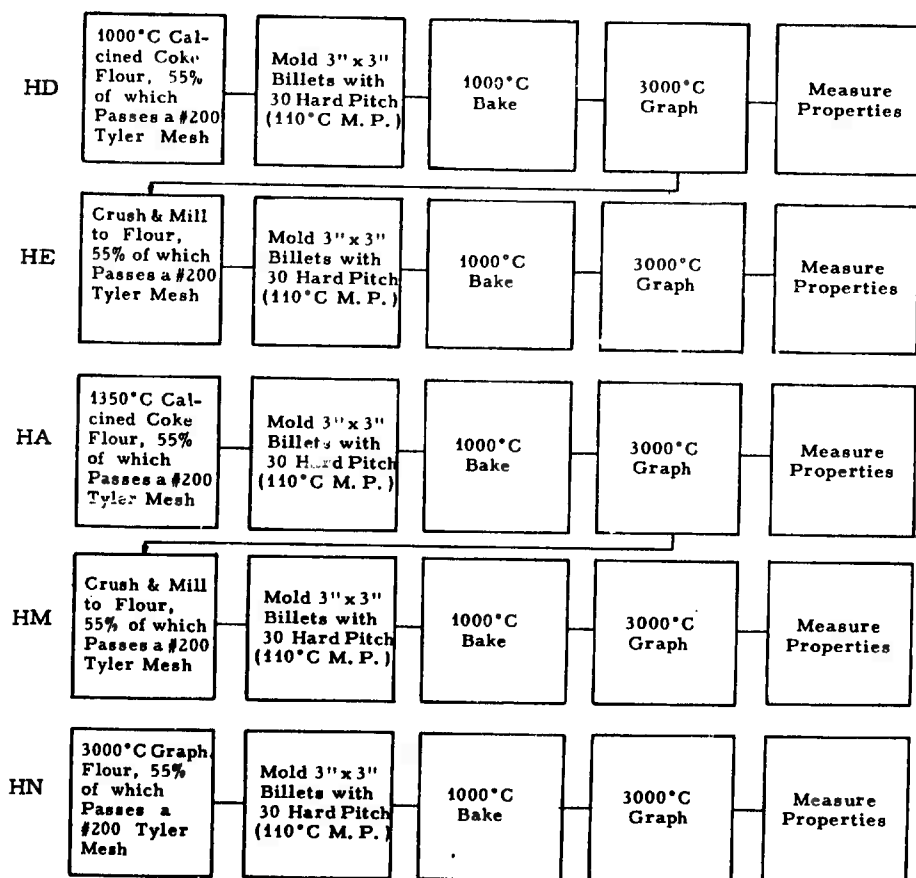 HD
1000°C Cal-
cined Coke
Flour, 55%
of which
Passes a #200
Tyler Mesh
Mold 3" x 3"
Billets with
30 Hard Pitch
(110°C M. P.)
1000°C
Bake
3000°C
Graph
Measure
Properties
HE
Crush & Mill
to Flour,
55% of which
Passes a #200
Tyler Mesh
Mold 3" x 3"
Billets with
30 Hard Pitch
(110°C M. P.)
1000°C
Bake
3000°C
Graph
Measure
Properties
HA
1350°C Cal-
cined Coke
Flour, 55%
of which
Passes a #200
Tyler Mesh
Mold 3" x 3"
Billets with
30 Hard Pitch
(110°C M. P.)
1000°C
Bake
3000°C
Graph
Measure
Properties
HM
Crush & Mill
to Flour,
55% of which
Passes a #200
Tyler Mesh
Mold 3" x 3"
Billets with
30 Hard Pitch
(110°C M. P.)
1000°C
Bake
3000°C
Graph
Measure
Properties
HN
3000°C Graph
Flour, 55%
of which
Passes a
#200 Tyler
Mesh
Mold 3" x 3"
Billets with
30 Hard Pitch
(110°C M. P.)
1000°C
Bake
3000°C
Graph
Measure
Properties